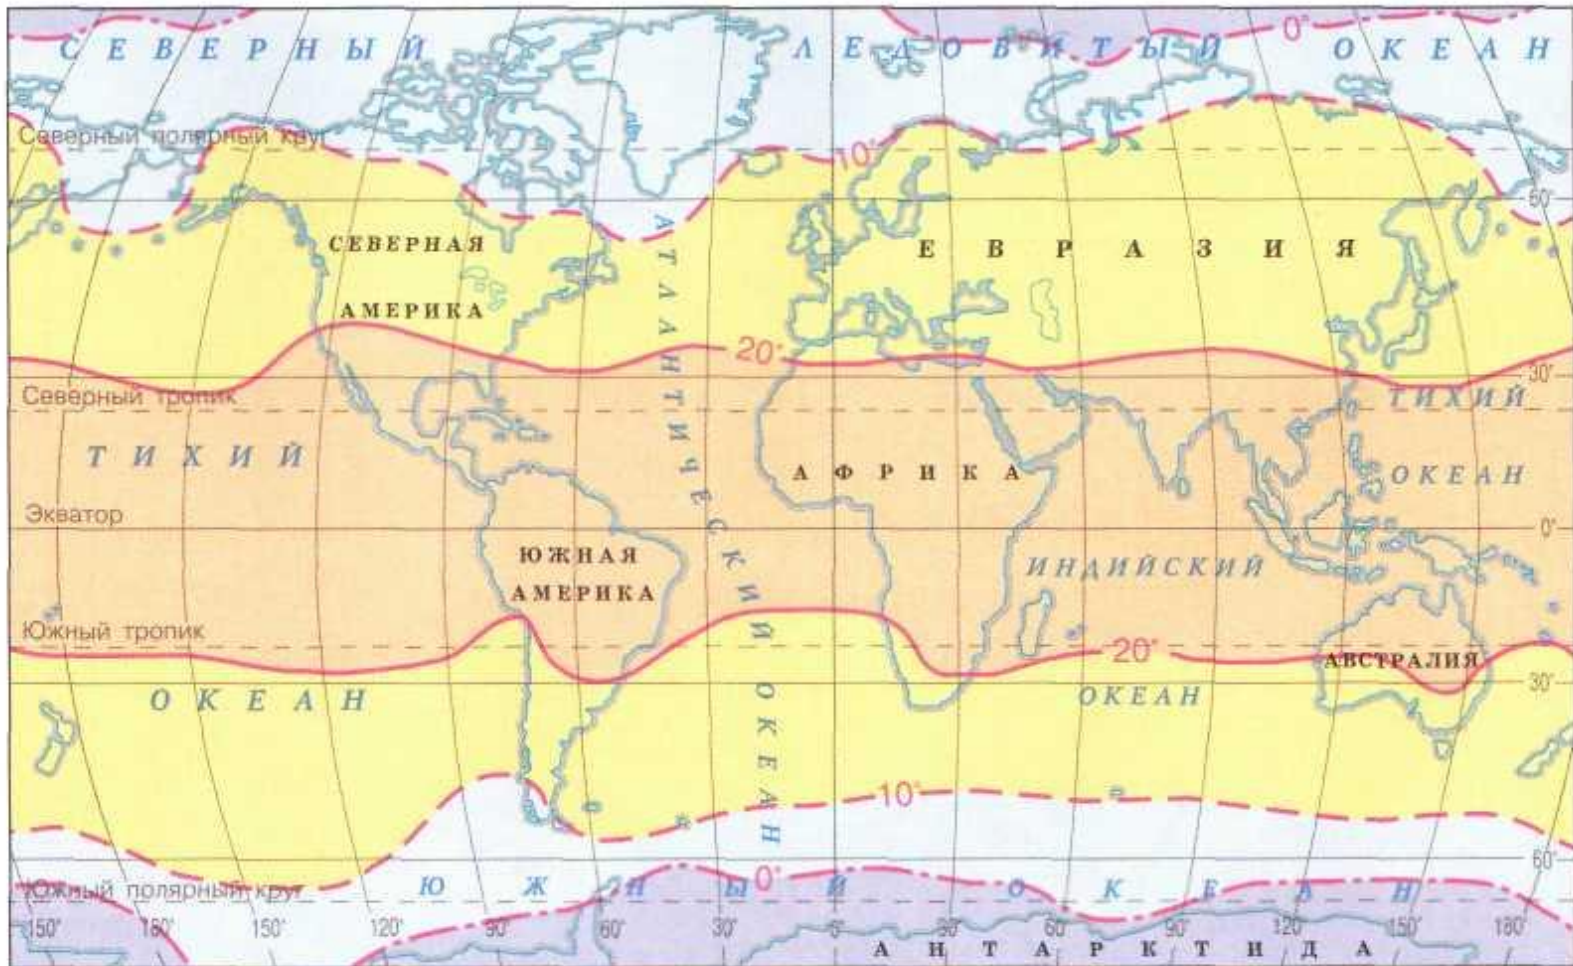 СЕВЕРНЫЙ ЛЕДОВИТЫЙ ОКЕАН
0°
Северный полярный круг
10°
60°
АТЛАНТИЧЕСКИЙ ОКЕАН
СЕВЕРНАЯ
АМЕРИКА
ЕВРАЗИЯ
20°
30°
Северный тропик
ТИХИЙ
ТИХИЙ
ОКЕАН
АФРИКА
Экватор
0°
ЮЖНАЯ
АМЕРИКА
ИНДИЙСКИЙ
ОКЕАН
Южный тропик
20°
АВСТРАЛИЯ
30°
ОКЕАН
10°
60°
Южный полярный круг
ЮЖНЫЙ ОКЕАН
0°
150° 180° 150° 120° 90° 60° 30° 0° 30° 60° 90° 120° 150° 180°
АНТАРКТИДА